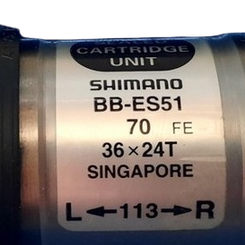 CARTRIDGE
UNIT
SHIMANO
BB-ES51
70 FE
36×24T
SINGAPORE
L ←113→ R